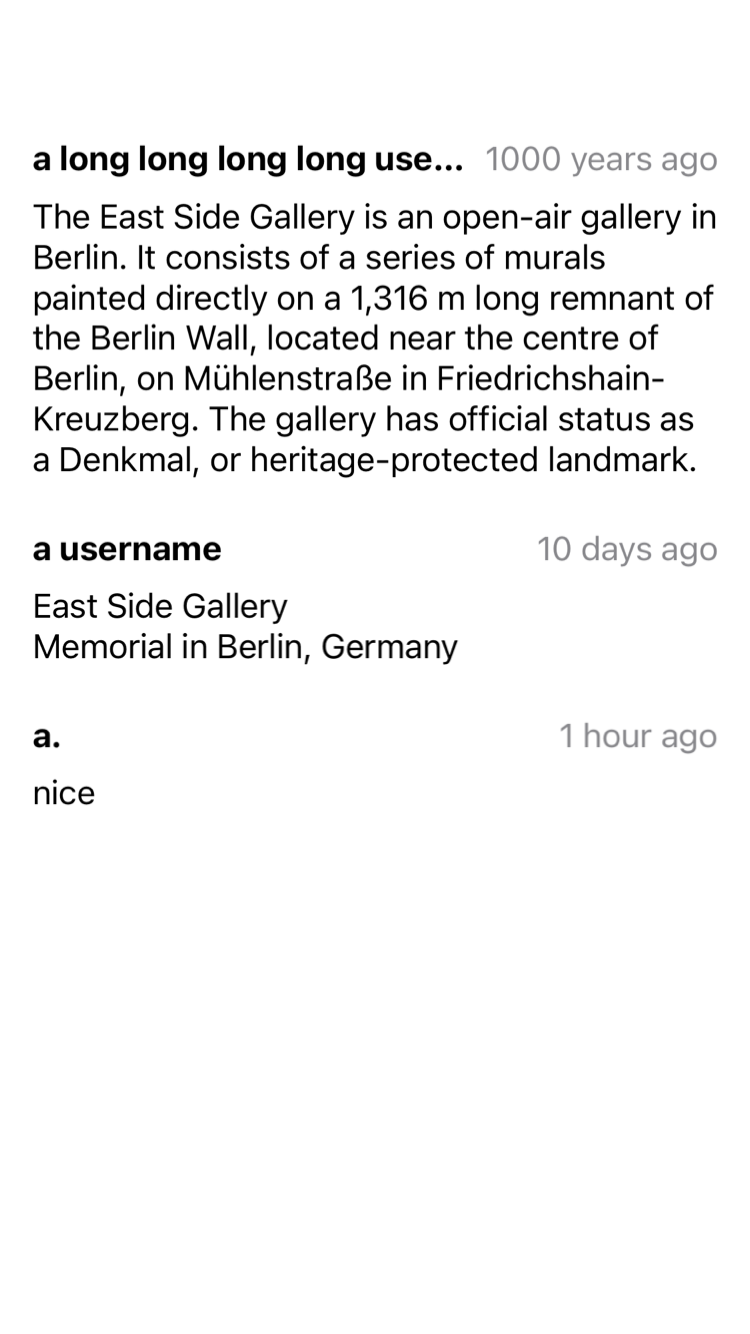 a long long long long use... 1000 years ago
The East Side Gallery is an open-air gallery in
Berlin. It consists of a series of murals
painted directly on a 1,316 m long remnant of
the Berlin Wall, located near the centre of
Berlin, on Mühlenstraße in Friedrichshain-
Kreuzberg. The gallery has official status as
a Denkmal, or heritage-protected landmark.
a username 10 days ago
East Side Gallery
Memorial in Berlin, Germany
a. 1 hour ago
nice